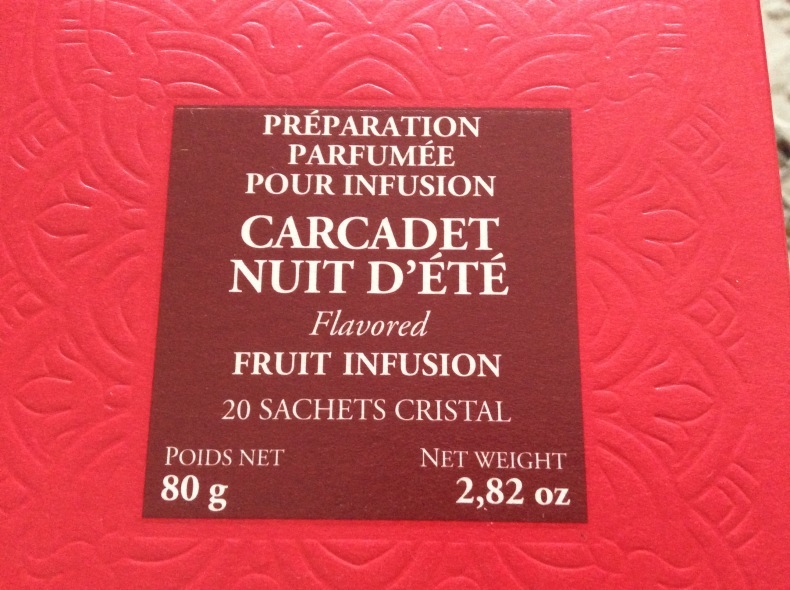 PRÉPARATION
PARFUMÉE
POUR INFUSION
CARCADET
NUIT D’ÉTÉ
Flavored
FRUIT INFUSION
20 SACHETS CRISTAL
POIDS NET NET WEIGHT
80 g 2,82 oz